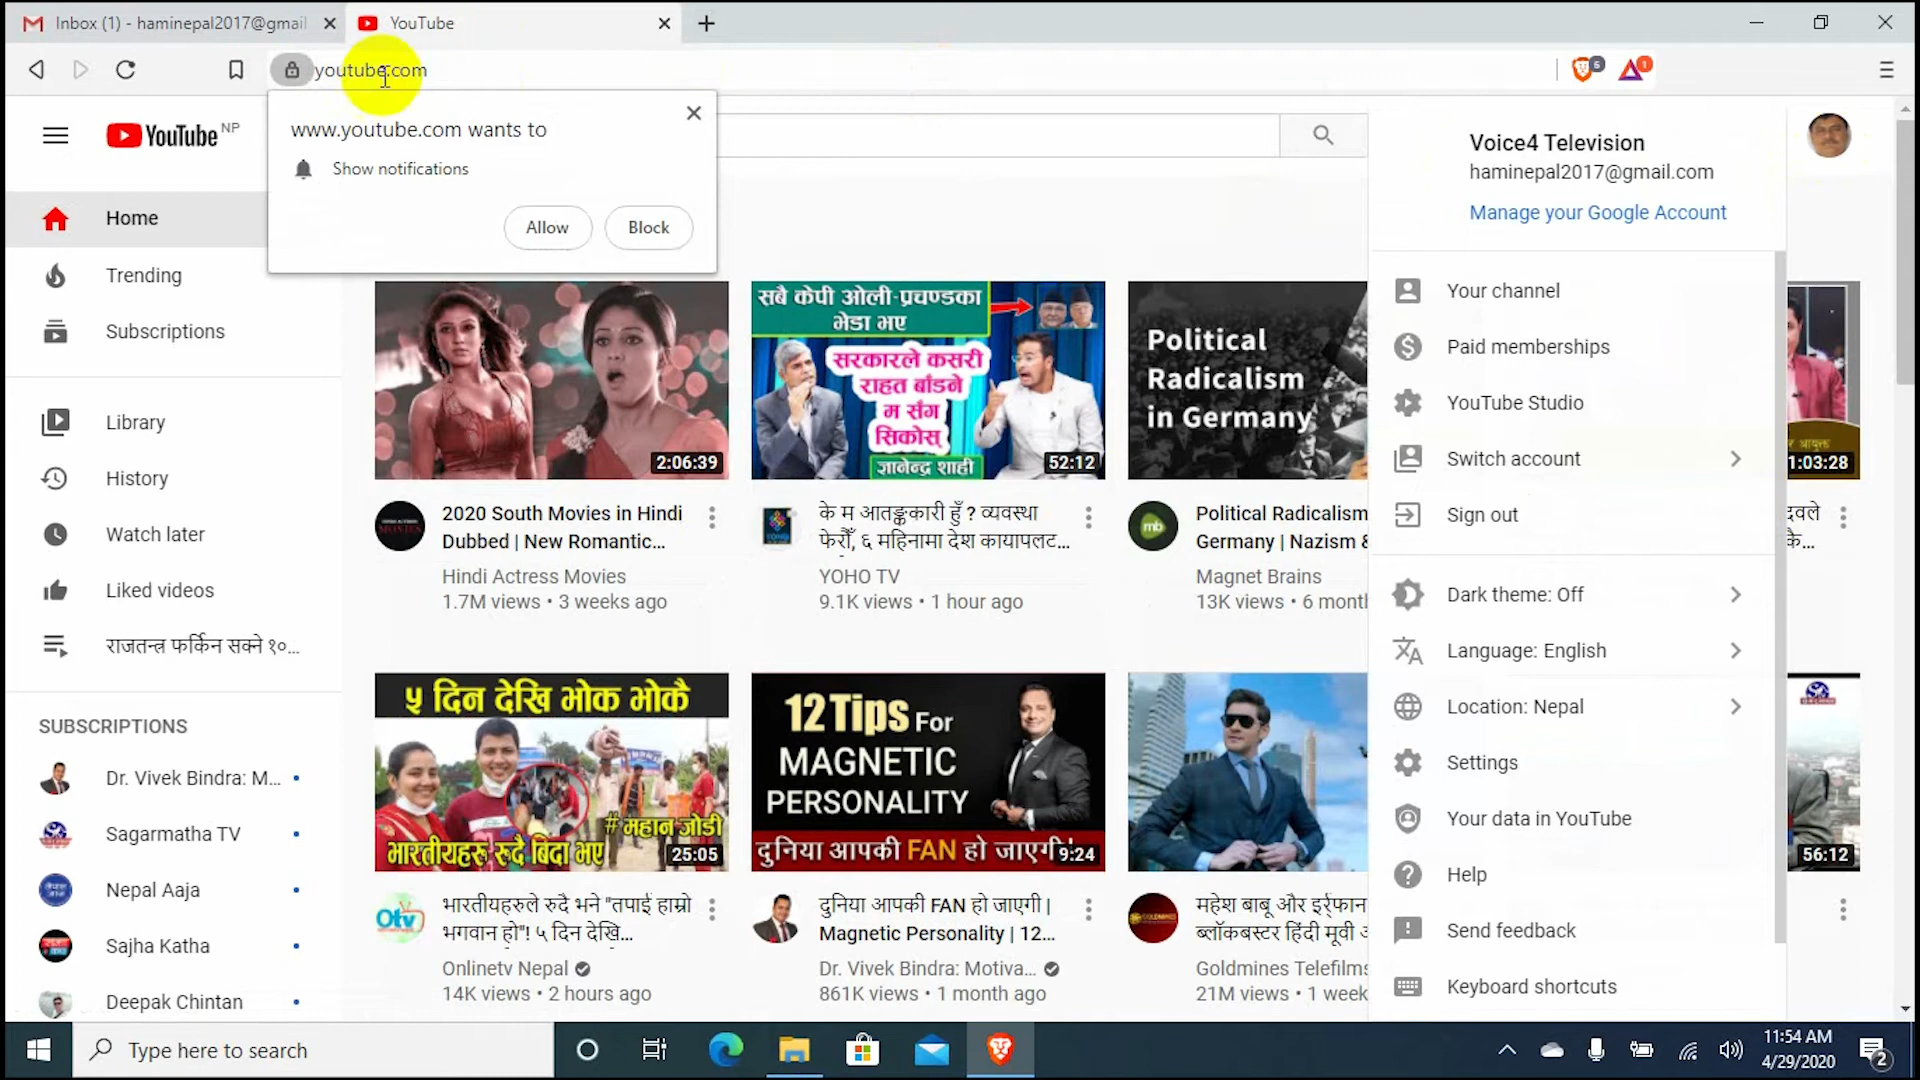 Inbox (1) - haminepal2017@gmail
YouTube
youtube.com
5
1
YouTube NP
www.youtube.com wants to
Show notifications
Allow
Block
Home
Trending
Subscriptions
Library
History
Watch later
Liked videos
राजतन्त्र फर्किन सक्ने १०...
SUBSCRIPTIONS
Dr. Vivek Bindra: M...
Sagarmatha TV
Nepal Aaja
Sajha Katha
Deepak Chintan
2:06:39
2020 South Movies in Hindi
Dubbed | New Romantic...
Hindi Actress Movies
1.7M views • 3 weeks ago
सबै केपी ओली-प्रचण्डका
भेडा भए
सरकारले कसरी
राहत बाँडने
म सँग
सिकोस्
ज्ञानेन्द्र शाही
52:12
के म आतङ्ककारी हुँ ? व्यवस्था
फेरौँ, ६ महिनामा देश कायापलट...
YOHO TV
9.1K views • 1 hour ago
Political
Radicalism
in Germany
mb
Political Radicalism
Germany | Nazism &
Magnet Brains
13K views • 6 month
1:03:28
५ दिन देखि भोक भोकै
#महान जोडी
भारतीयहरु रुदै बिदा भए
25:05
Otv
भारतीयहरुले रुदै भने "तपाई हाम्रो
भगवान हो"! ५ दिन देखि...
Onlinetv Nepal
14K views • 2 hours ago
12 Tips For
MAGNETIC
PERSONALITY
दुनिया आपकी FAN हो जाएगी
9:24
दुनिया आपकी FAN हो जाएगी |
Magnetic Personality | 12...
Dr. Vivek Bindra: Motiva...
861K views • 1 month ago
महेश बाबू और इर्रफान
ब्लॉकबस्टर हिंदी मूवी
Goldmines Telefilms
21M views • 1 week
56:12
Voice4 Television
haminepal2017@gmail.com
Manage your Google Account
Your channel
Paid memberships
YouTube Studio
Switch account
Sign out
Dark theme: Off
Language: English
Location: Nepal
Settings
Your data in YouTube
Help
Send feedback
Keyboard shortcuts
Type here to search
11:54 AM
4/29/2020
2